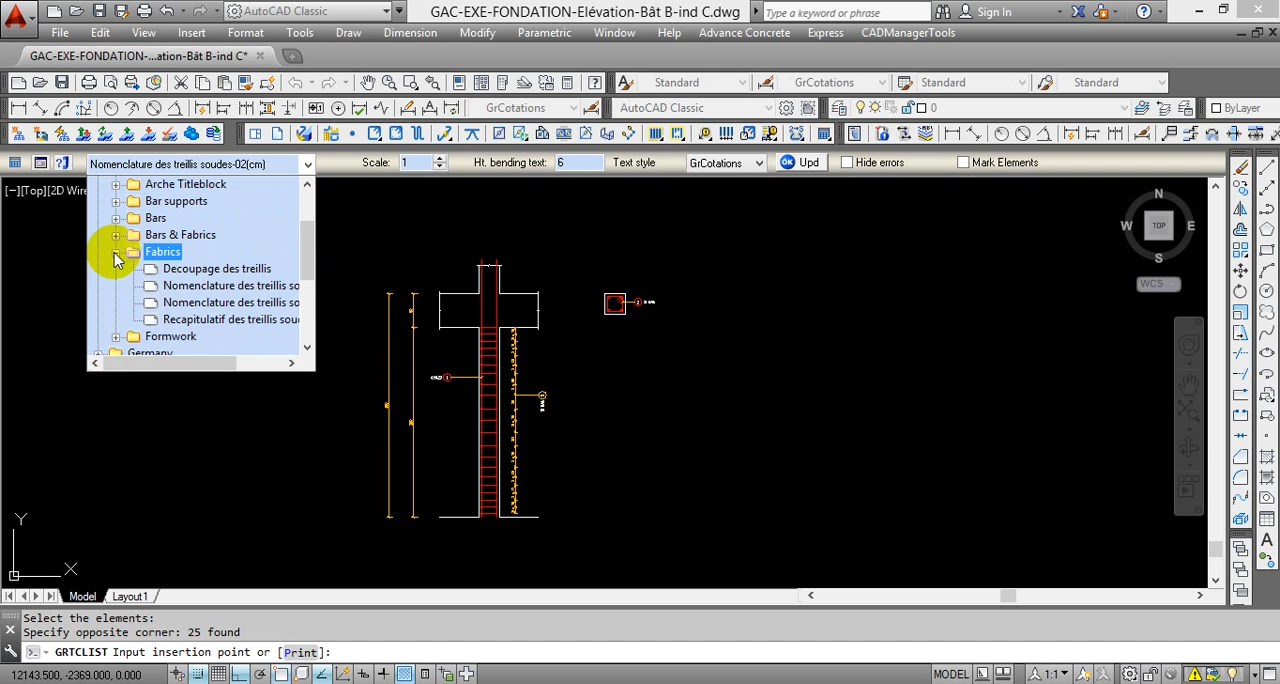 AutoCAD Classic
GAC-EXE-FONDATION-Elévation-Bât B-ind C.dwg
Type a keyword or phrase
Sign In
File Edit View Insert Format Tools Draw Dimension Modify Parametric Window Help Advance Concrete Express CADManagerTools
GAC-EXE-FONDATION-...ation-Bât B-ind C*
Standard GrCotations Standard Standard
GrCotations AutoCAD Classic 0 ByLayer
Nomenclature des treillis soudes-02(cm) Scale: 1 Ht. bending text: 6 Text style GrCotations OK Upd Hide errors Mark Elements
[−][Top][2D Wire
Arche Titleblock
Bar supports
Bars
Bars & Fabrics
Fabrics
Decoupage des treillis
Nomenclature des treillis so
Nomenclature des treillis so
Recapitulatif des treillis sou
Formwork
Germany
N
W TOP E
S
WCS
Y
X
Model Layout1
Select the elements:
Specify opposite corner: 25 found
GRTCLIST Input insertion point or [Print]:
12143.500, -2369.000, 0.000 MODEL 1:1